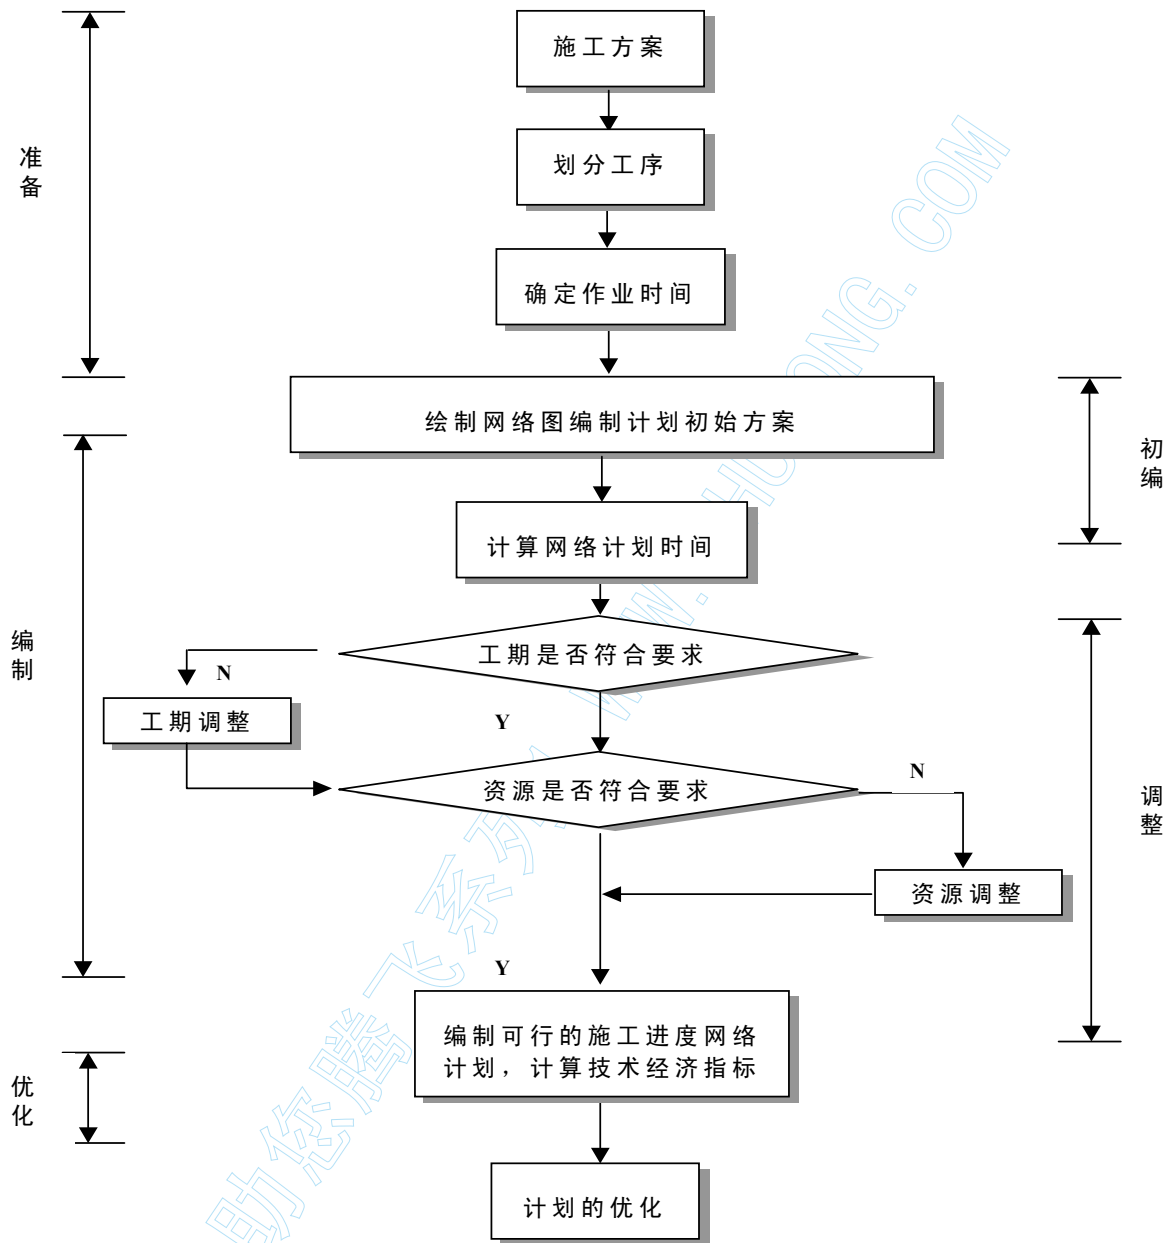 施工方案
准备
划分工序
确定作业时间
绘制网络图编制计划初始方案
初编
计算网络计划时间
编制
工期是否符合要求
N
工期调整
Y
资源是否符合要求
N
调整
资源调整
Y
编制可行的施工进度网络
计划，计算技术经济指标
优化
计划的优化